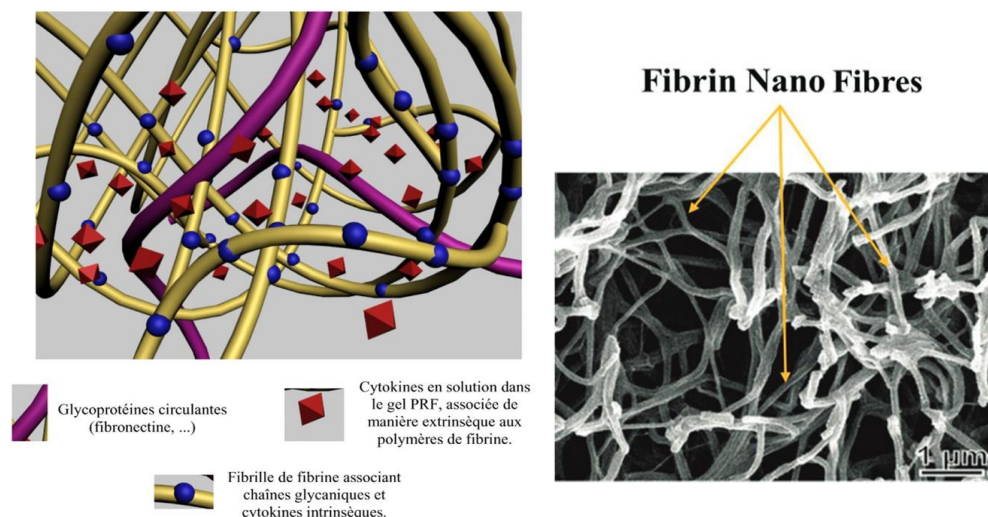 Fibrin Nano Fibres
Glycoprotéines circulantes
(fibronectine, ...)
Cytokines en solution dans
le gel PRF, associée de
manière extrinsèque aux
polymères de fibrine.
Fibrille de fibrine associant
chaînes glycaniques et
cytokines intrinsèques.
1 µm